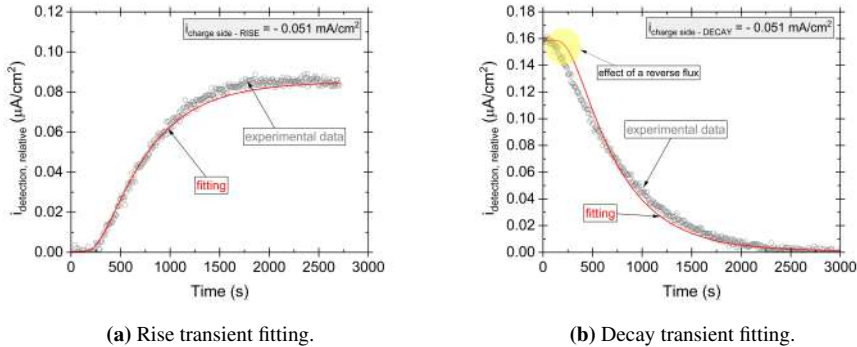 i charge side - RISE = - 0.051 mA/cm²
0.12
0.10
0.08
0.06
0.04
0.02
0.00
i detection, relative (µA/cm²)
experimental data
fitting
0 500 1000 1500 2000 2500 3000
Time (s)
(a) Rise transient fitting.
i charge side - DECAY = - 0.051 mA/cm²
0.18
0.16
0.14
0.12
0.10
0.08
0.06
0.04
0.02
0.00
i detection, relative (µA/cm²)
effect of a reverse flux
experimental data
fitting
0 500 1000 1500 2000 2500 3000
Time (s)
(b) Decay transient fitting.